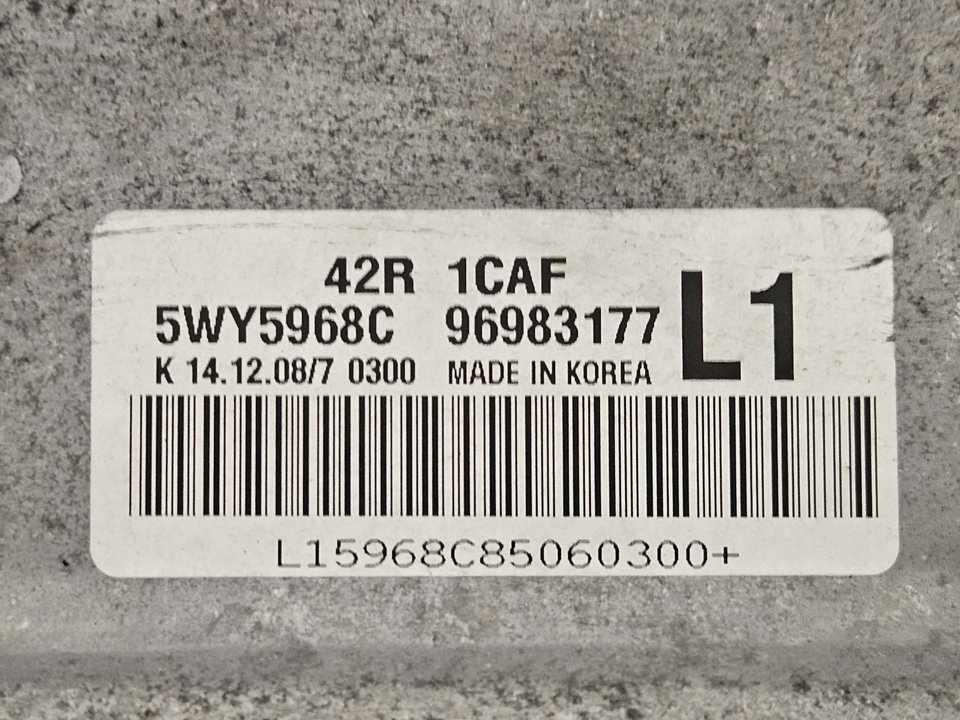 42R 1CAF
5WY5968C 96983177 L1
K 14.12.08/7 0300 MADE IN KOREA
L15968C85060300+